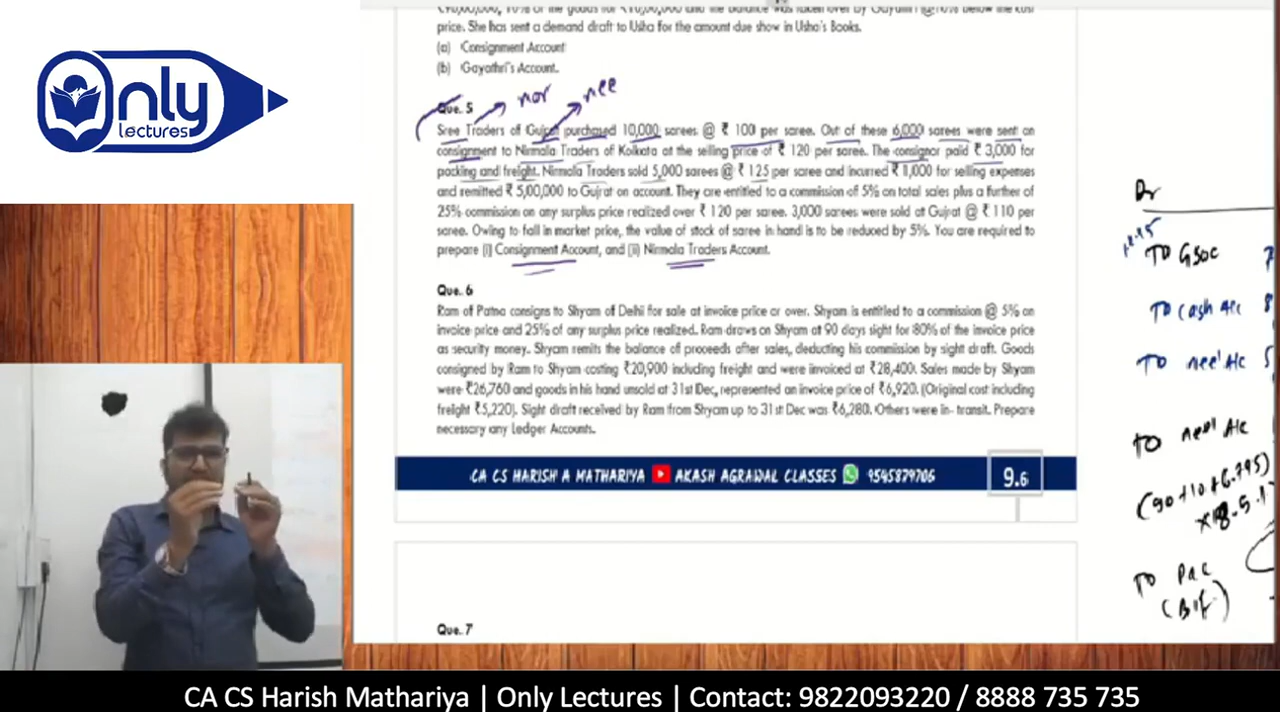 Only
lectures
price. She has sent a demand draft to Usha for the amount due show in Usha's Books.
(a) Consignment Account
(b) Gayathri's Account.
nor
nee
Que. 5
Sree Traders of Gujrat purchased 10,000 sarees @ ₹ 100 per saree. Out of these 6,000 sarees were sent on
consignment to Nirmala Traders of Kolkata at the selling price of ₹ 120 per saree. The consignor paid ₹ 3,000 for
packing and freight. Nirmala Traders sold 5,000 sarees @ ₹ 125 per saree and incurred ₹ 1,000 for selling expenses
and remitted ₹ 5,00,000 to Gujrat on account. They are entitled to a commission of 5% on total sales plus a further of
25% commission on any surplus price realized over ₹ 120 per saree. 3,000 sarees were sold at Gujrat @ ₹ 110 per
saree. Owing to fall in market price, the value of stock of saree in hand is to be reduced by 5%. You are required to
prepare (i) Consignment Account, and (ii) Nirmala Traders Account.
Que. 6
Ram of Patna consigns to Shyam of Delhi for sale at invoice price or over. Shyam is entitled to a commission @ 5% on
invoice price and 25% of any surplus price realized. Ram draws on Shyam at 90 days sight for 80% of the invoice price
as security money. Shyam remits the balance of proceeds after sales, deducting his commission by sight draft. Goods
consigned by Ram to Shyam costing ₹20,900 including freight and were invoiced at ₹28,400. Sales made by Shyam
were ₹26,760 and goods in his hand unsold at 31st Dec, represented an invoice price of ₹6,920. (Original cost including
freight ₹5,220). Sight draft received by Ram from Shyam up to 31st Dec was ₹6,280. Others were in- transit. Prepare
necessary any Ledger Accounts.
CA CS HARISH A MATHARIYA AKASH AGRAWAL CLASSES 9545879706 9.6
Que. 7
Dr
To GSOC
To cash A/c 8
To nee' A/c 5
To nee' A/c
To P&L
(B/f)
CA CS Harish Mathariya | Only Lectures | Contact: 9822093220 / 8888 735 735